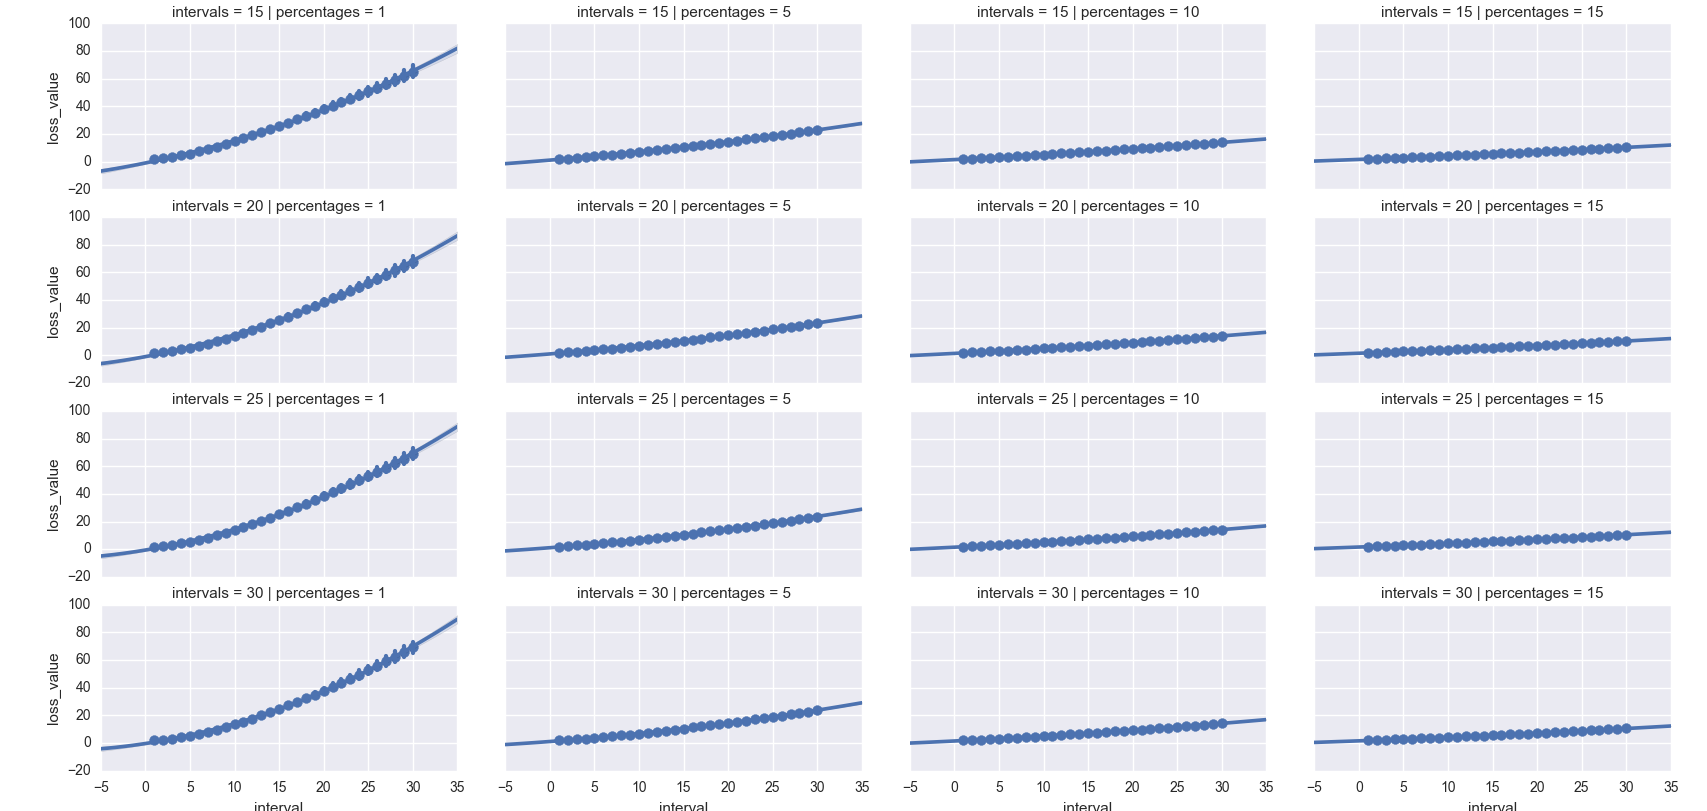 intervals = 15 | percentages = 1
intervals = 15 | percentages = 5
intervals = 15 | percentages = 10
intervals = 15 | percentages = 15
100
80
60
40
20
0
−20
loss_value
intervals = 20 | percentages = 1
intervals = 20 | percentages = 5
intervals = 20 | percentages = 10
intervals = 20 | percentages = 15
100
80
60
40
20
0
−20
loss_value
intervals = 25 | percentages = 1
intervals = 25 | percentages = 5
intervals = 25 | percentages = 10
intervals = 25 | percentages = 15
100
80
60
40
20
0
−20
loss_value
intervals = 30 | percentages = 1
intervals = 30 | percentages = 5
intervals = 30 | percentages = 10
intervals = 30 | percentages = 15
100
80
60
40
20
0
−20
loss_value
−5 0 5 10 15 20 25 30 35
−5 0 5 10 15 20 25 30 35
−5 0 5 10 15 20 25 30 35
−5 0 5 10 15 20 25 30 35
interval
interval
interval
interval